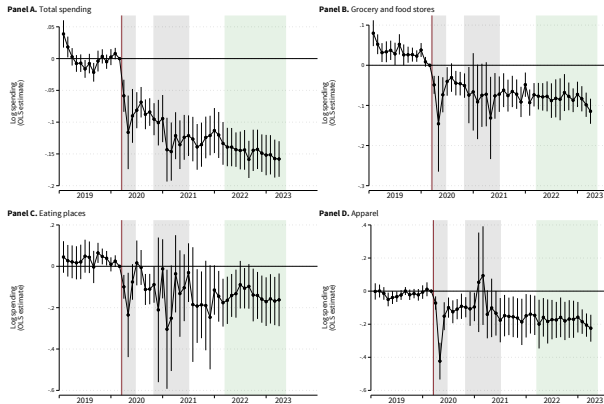 Panel A. Total spending
.05
0
.05
.1
.15
.2
Log spending
(OLS estimate)
2019 2020 2021 2022 2023
Panel B. Grocery and food stores
.1
0
.1
.2
.3
Log spending
(OLS estimate)
2019 2020 2021 2022 2023
Panel C. Eating places
.2
0
.2
.4
.6
Log spending
(OLS estimate)
2019 2020 2021 2022 2023
Panel D. Apparel
.4
.2
0
.2
.4
.6
Log spending
(OLS estimate)
2019 2020 2021 2022 2023